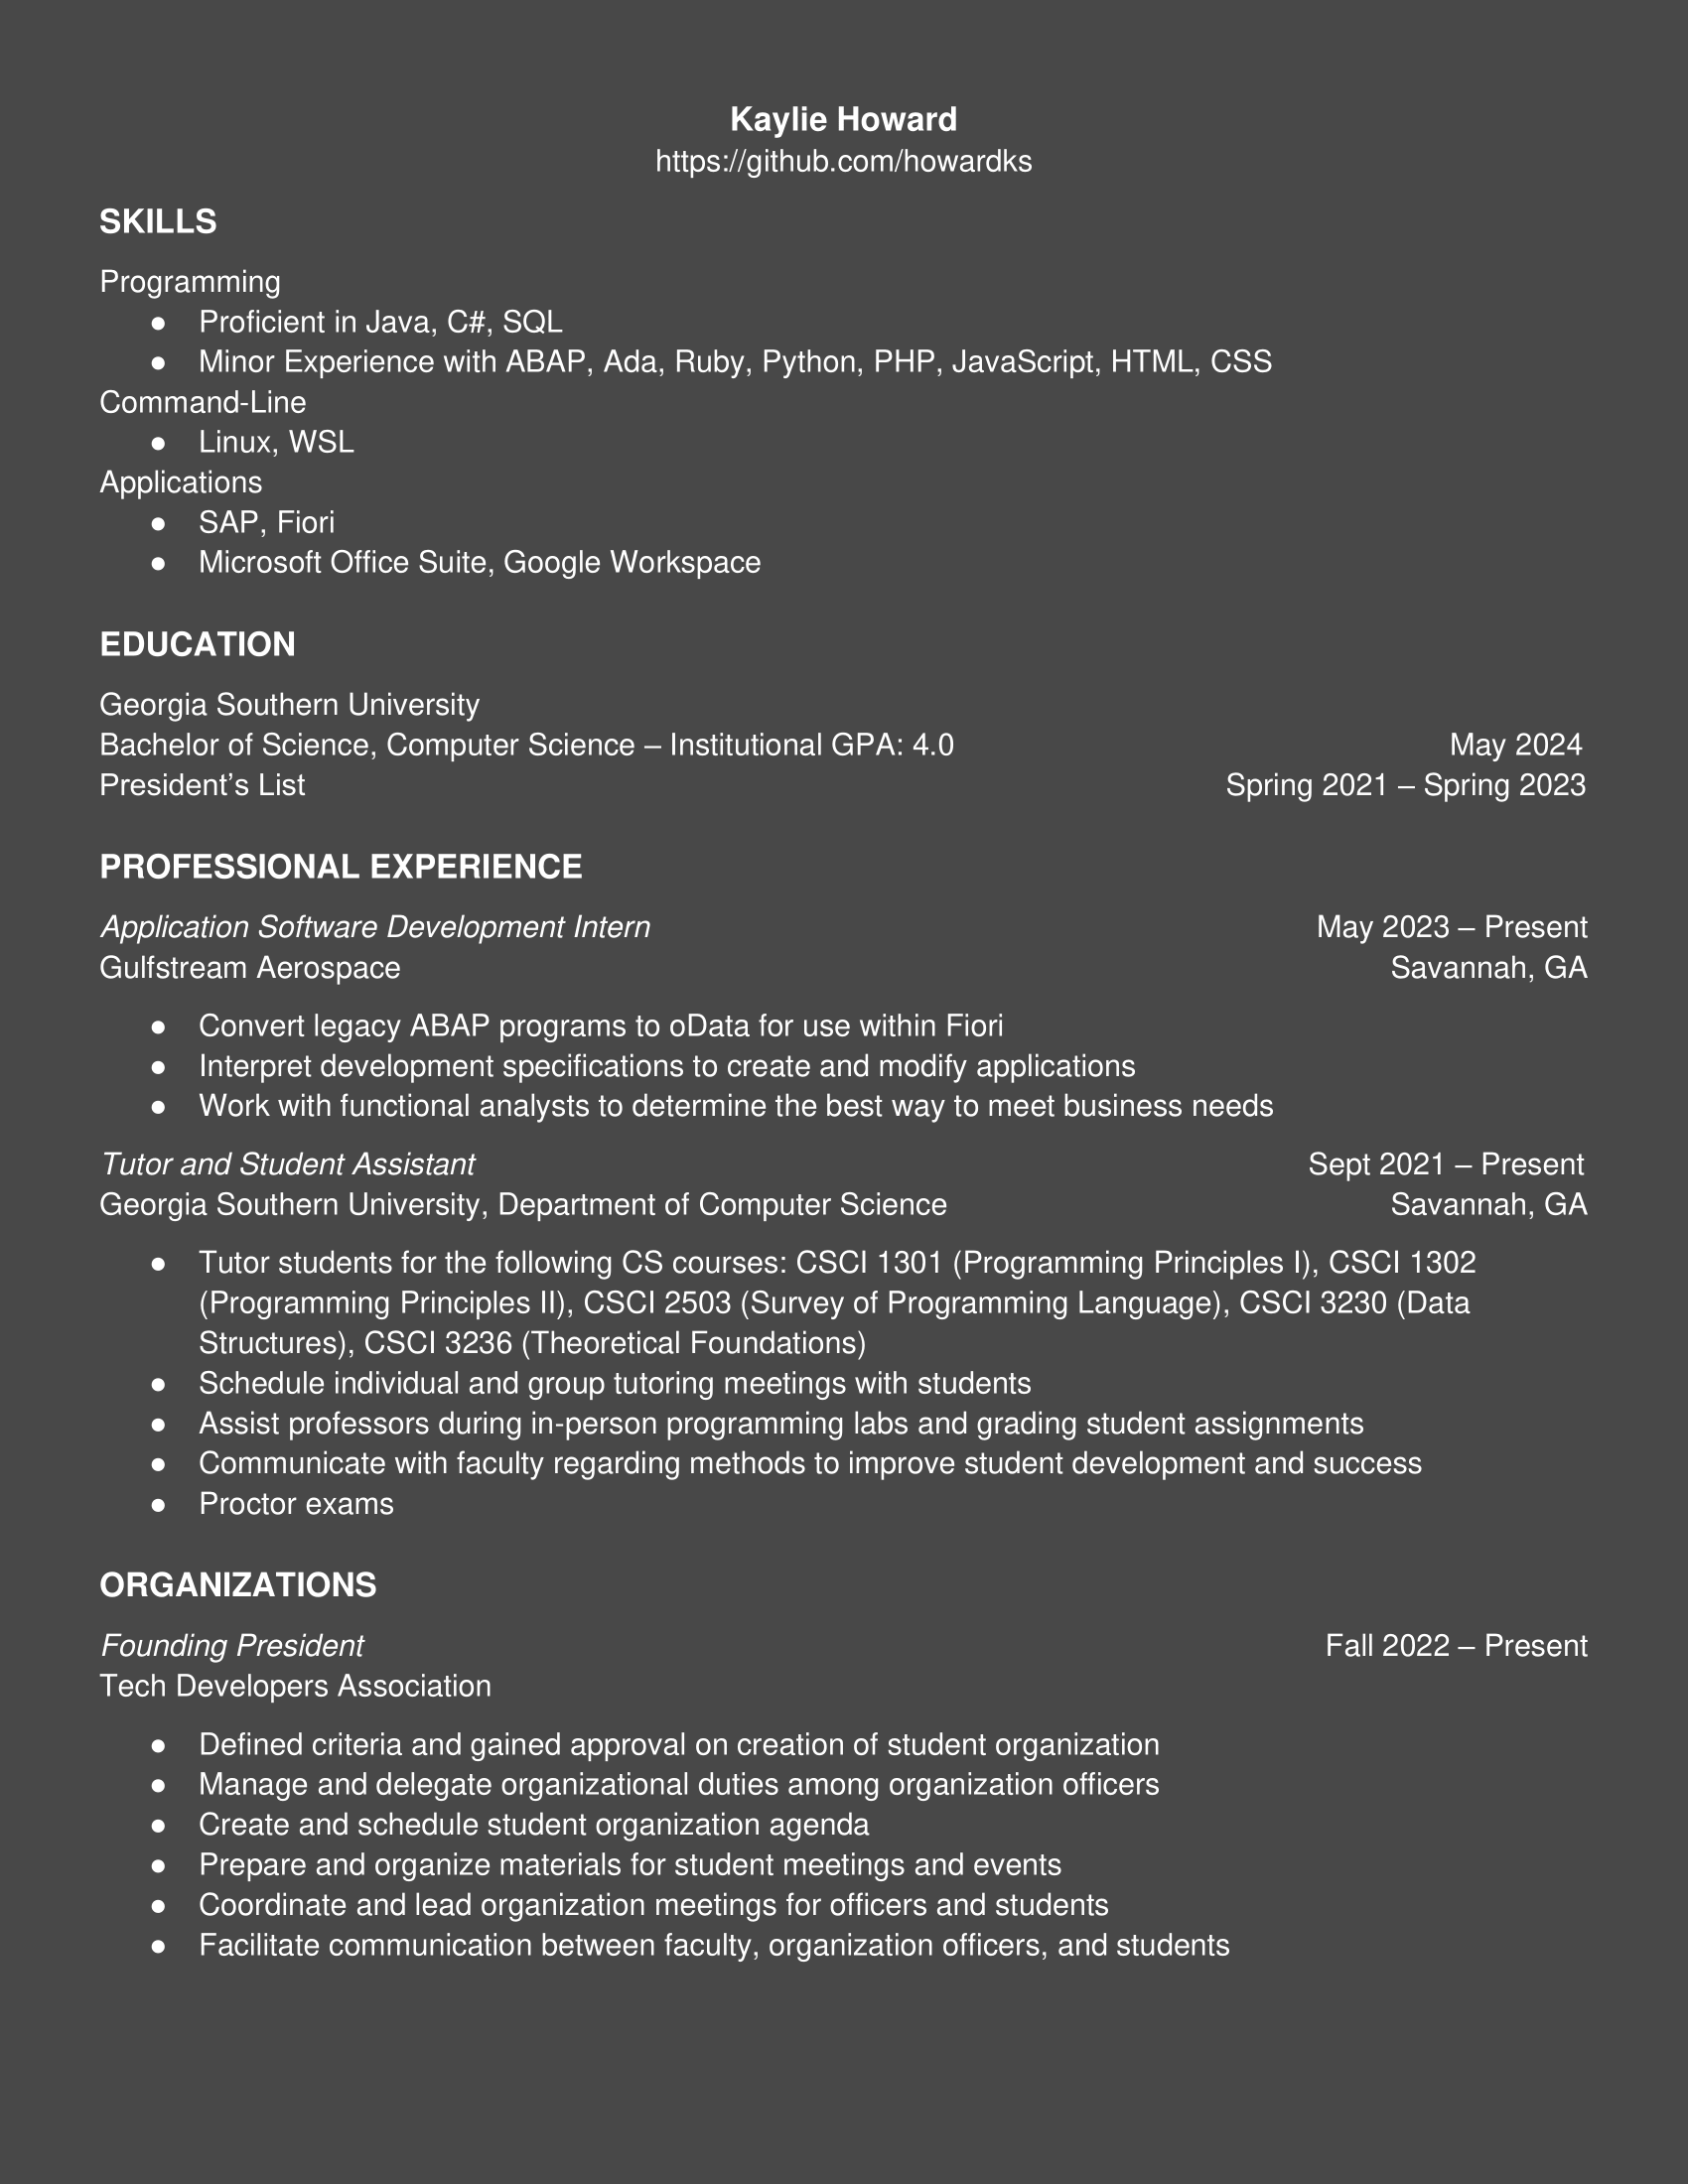 Kaylie Howard
https://github.com/howardks
SKILLS
Programming
● Proficient in Java, C#, SQL
● Minor Experience with ABAP, Ada, Ruby, Python, PHP, JavaScript, HTML, CSS
Command-Line
● Linux, WSL
Applications
● SAP, Fiori
● Microsoft Office Suite, Google Workspace
EDUCATION
Georgia Southern University
Bachelor of Science, Computer Science – Institutional GPA: 4.0 May 2024
President’s List Spring 2021 – Spring 2023
PROFESSIONAL EXPERIENCE
Application Software Development Intern May 2023 – Present
Gulfstream Aerospace Savannah, GA
● Convert legacy ABAP programs to oData for use within Fiori
● Interpret development specifications to create and modify applications
● Work with functional analysts to determine the best way to meet business needs
Tutor and Student Assistant Sept 2021 – Present
Georgia Southern University, Department of Computer Science Savannah, GA
● Tutor students for the following CS courses: CSCI 1301 (Programming Principles I), CSCI 1302
(Programming Principles II), CSCI 2503 (Survey of Programming Language), CSCI 3230 (Data
Structures), CSCI 3236 (Theoretical Foundations)
● Schedule individual and group tutoring meetings with students
● Assist professors during in-person programming labs and grading student assignments
● Communicate with faculty regarding methods to improve student development and success
● Proctor exams
ORGANIZATIONS
Founding President Fall 2022 – Present
Tech Developers Association
● Defined criteria and gained approval on creation of student organization
● Manage and delegate organizational duties among organization officers
● Create and schedule student organization agenda
● Prepare and organize materials for student meetings and events
● Coordinate and lead organization meetings for officers and students
● Facilitate communication between faculty, organization officers, and students